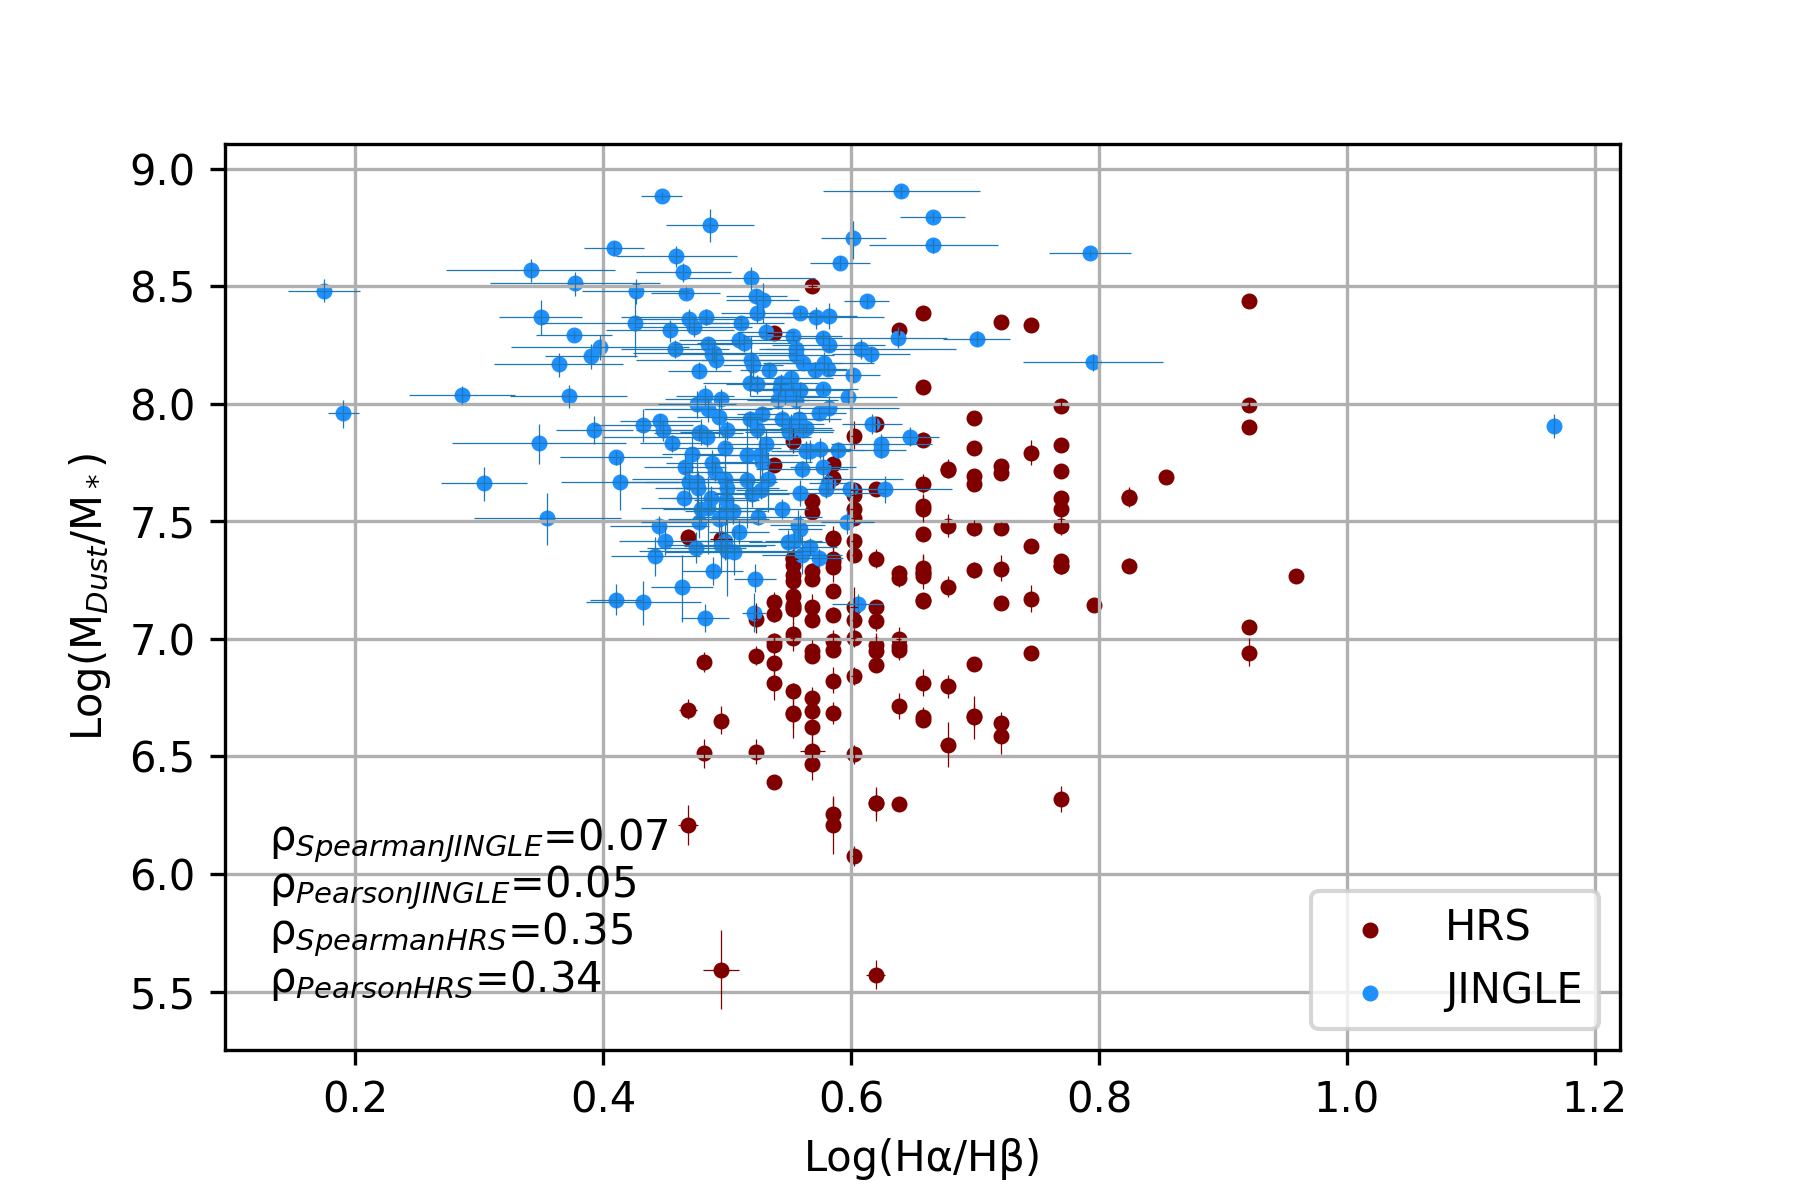 9.0
8.5
8.0
7.5
7.0
6.5
6.0
5.5
Log(M_Dust/M_*)
ρ_SpearmanJINGLE=0.07
ρ_PearsonJINGLE=0.05
ρ_SpearmanHRS=0.35
ρ_PearsonHRS=0.34
HRS
JINGLE
0.2 0.4 0.6 0.8 1.0 1.2
Log(Hα/Hβ)